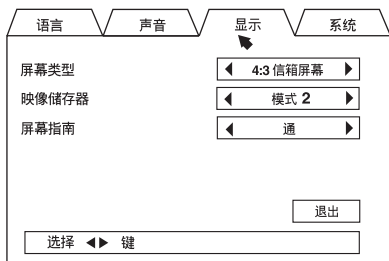 语言 声音 显示 系统
屏幕类型 4:3 信箱屏幕
映像储存器 模式 2
屏幕指南 通
退出
选择 ◀▶ 键